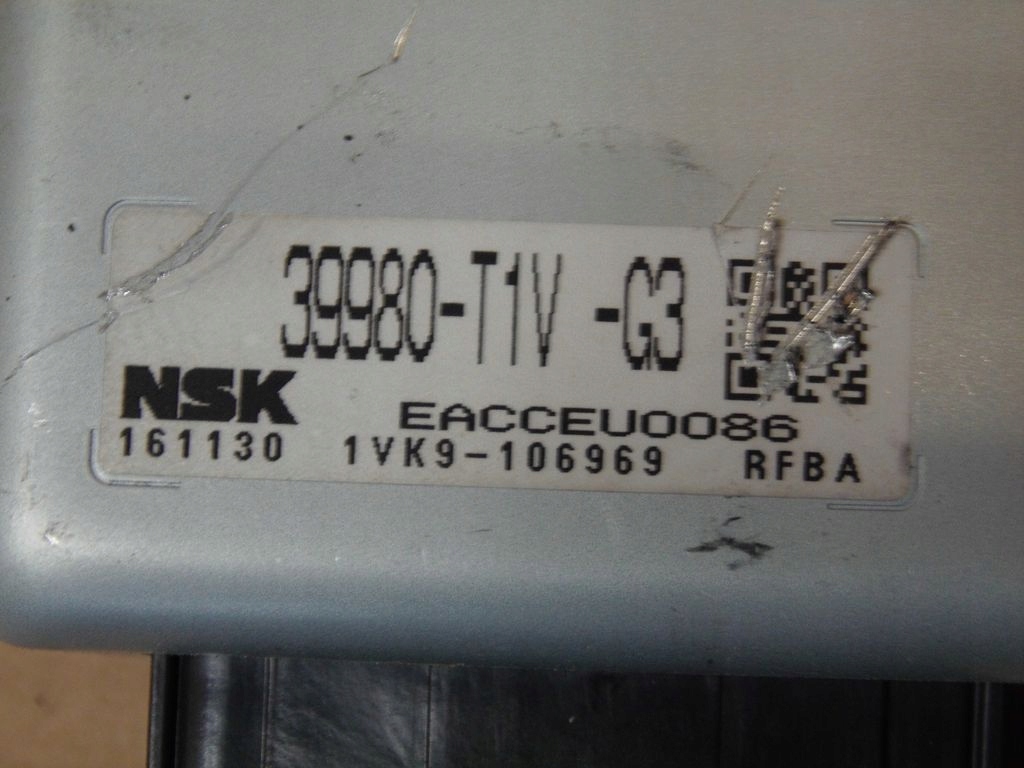 39980-T1V -G3
NSK
EACCEU0086
161130 1VK9-106969 RFBA